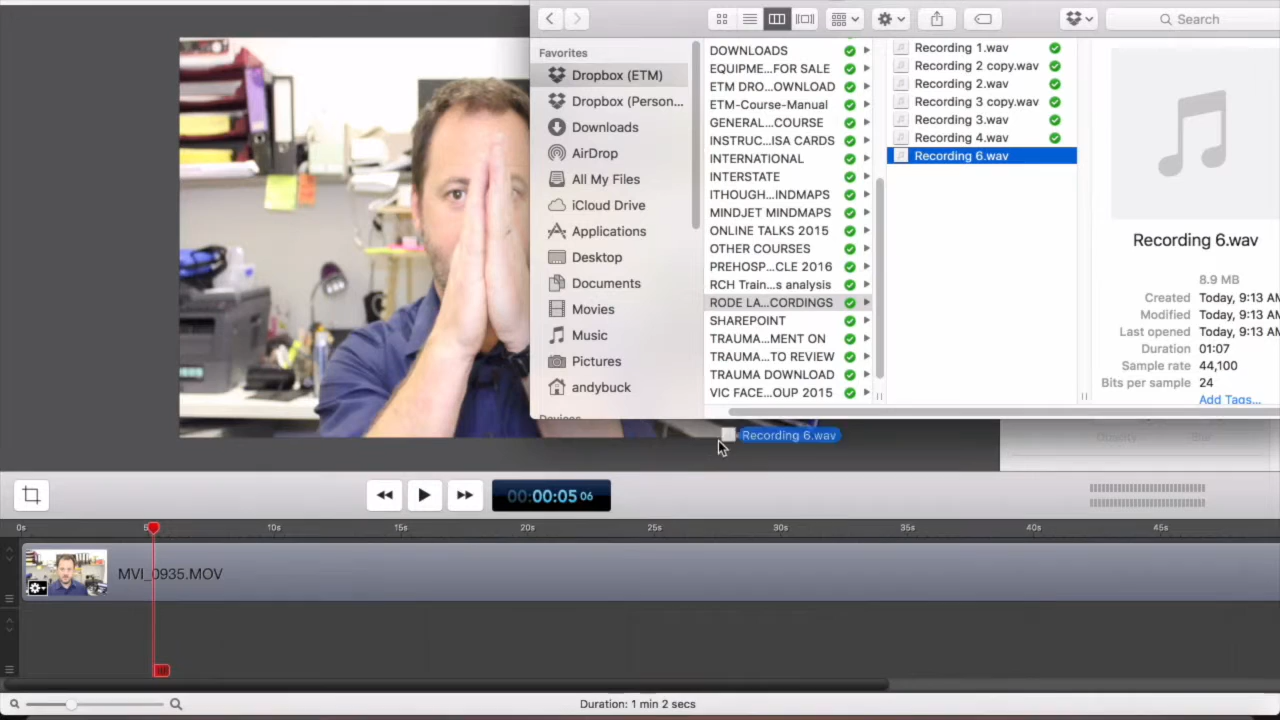 Search
Favorites
Dropbox (ETM)
Dropbox (Person...
Downloads
AirDrop
All My Files
iCloud Drive
Applications
Desktop
Documents
Movies
Music
Pictures
andybuck
Devices
DOWNLOADS
EQUIPME...FOR SALE
ETM DRO...OWNLOAD
ETM-Course-Manual
GENERAL...COURSE
INSTRUC...ISA CARDS
INTERNATIONAL
INTERSTATE
ITHOUGH...INDMAPS
MINDJET MINDMAPS
ONLINE TALKS 2015
OTHER COURSES
PREHOSP...CLE 2016
RCH Train...s analysis
RODE LA...CORDINGS
SHAREPOINT
TRAUMA...MENT ON
TRAUMA...TO REVIEW
TRAUMA DOWNLOAD
VIC FACE...OUP 2015
Recording 1.wav
Recording 2 copy.wav
Recording 2.wav
Recording 3 copy.wav
Recording 3.wav
Recording 4.wav
Recording 6.wav
Recording 6.wav
8.9 MB
Created Today, 9:13 AM
Modified Today, 9:13 AM
Last opened Today, 9:13 AM
Duration 01:07
Sample rate 44,100
Bits per sample 24
Add Tags...
Recording 6.wav
Opacity
00:00:05 06
0s 5 10s 15s 20s 25s 30s 35s 40s 45s
MVI_0935.MOV
Duration: 1 min 2 secs